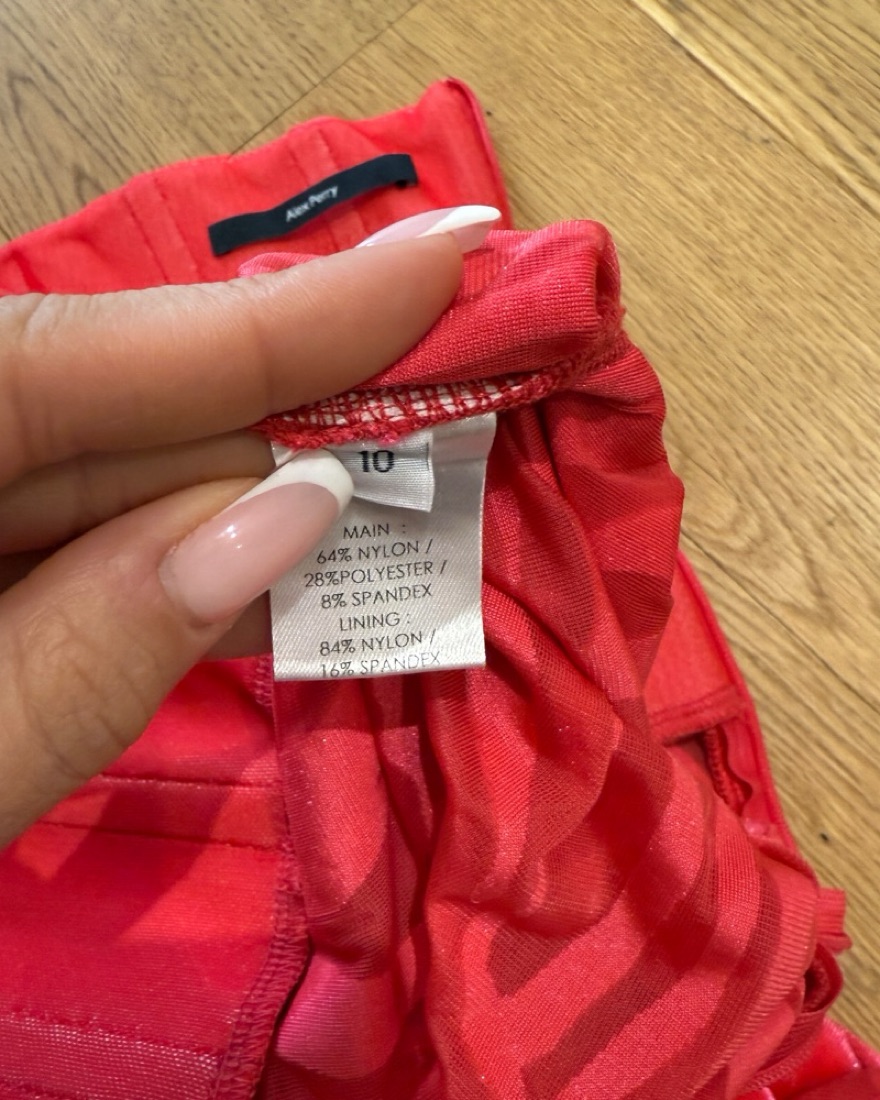 Alex Perry
10
MAIN :
64% NYLON /
28%POLYESTER /
8% SPANDEX
LINING :
84% NYLON /
16% SPANDEX